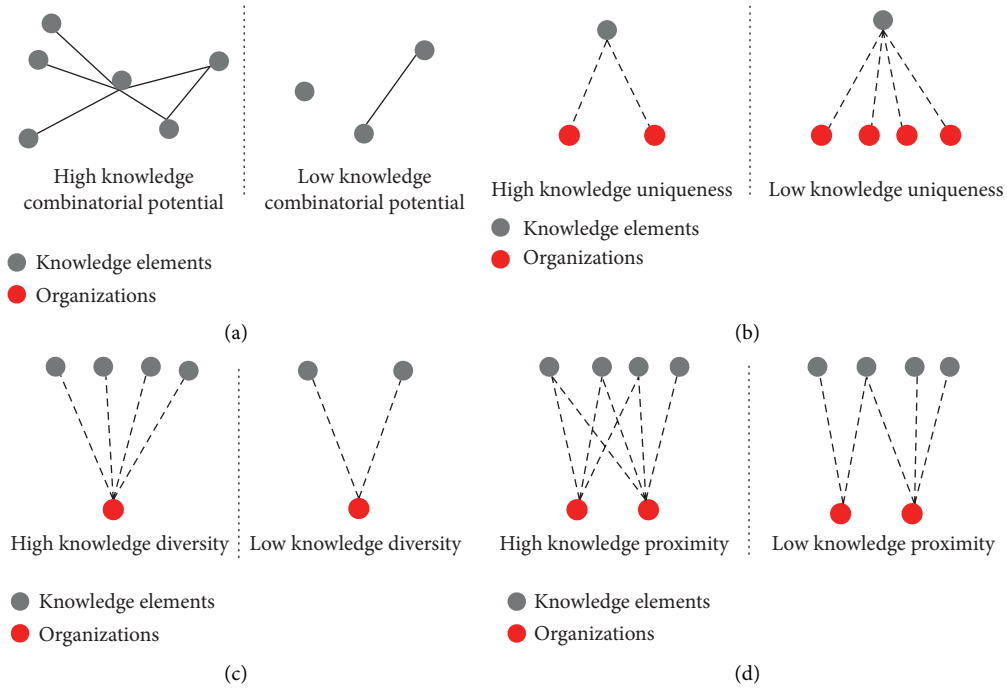 High knowledge
combinatorial potential
Low knowledge
combinatorial potential
Knowledge elements
Organizations
(a)
High knowledge uniqueness
Low knowledge uniqueness
Knowledge elements
Organizations
(b)
High knowledge diversity
Low knowledge diversity
Knowledge elements
Organizations
(c)
High knowledge proximity
Low knowledge proximity
Knowledge elements
Organizations
(d)